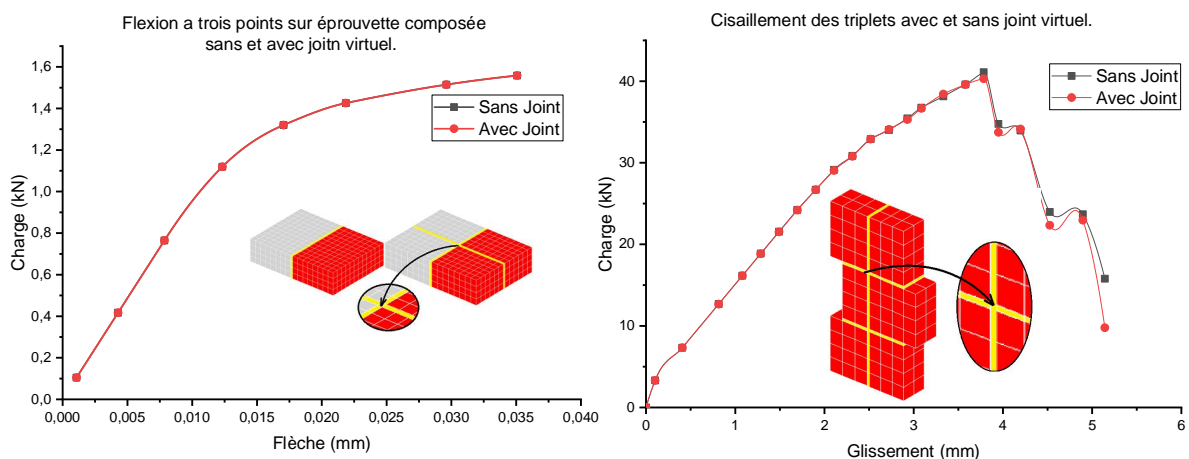 Flexion a trois points sur éprouvette composée
sans et avec joitn virtuel.
1,6
1,4
1,2
1,0
0,8
0,6
0,4
0,2
0,0
Charge (kN)
Sans Joint
Avec Joint
0,000 0,005 0,010 0,015 0,020 0,025 0,030 0,035 0,040
Flèche (mm)
Cisaillement des triplets avec et sans joint virtuel.
40
30
20
10
0
Charge (kN)
Sans Joint
Avec Joint
0 1 2 3 4 5 6
Glissement (mm)